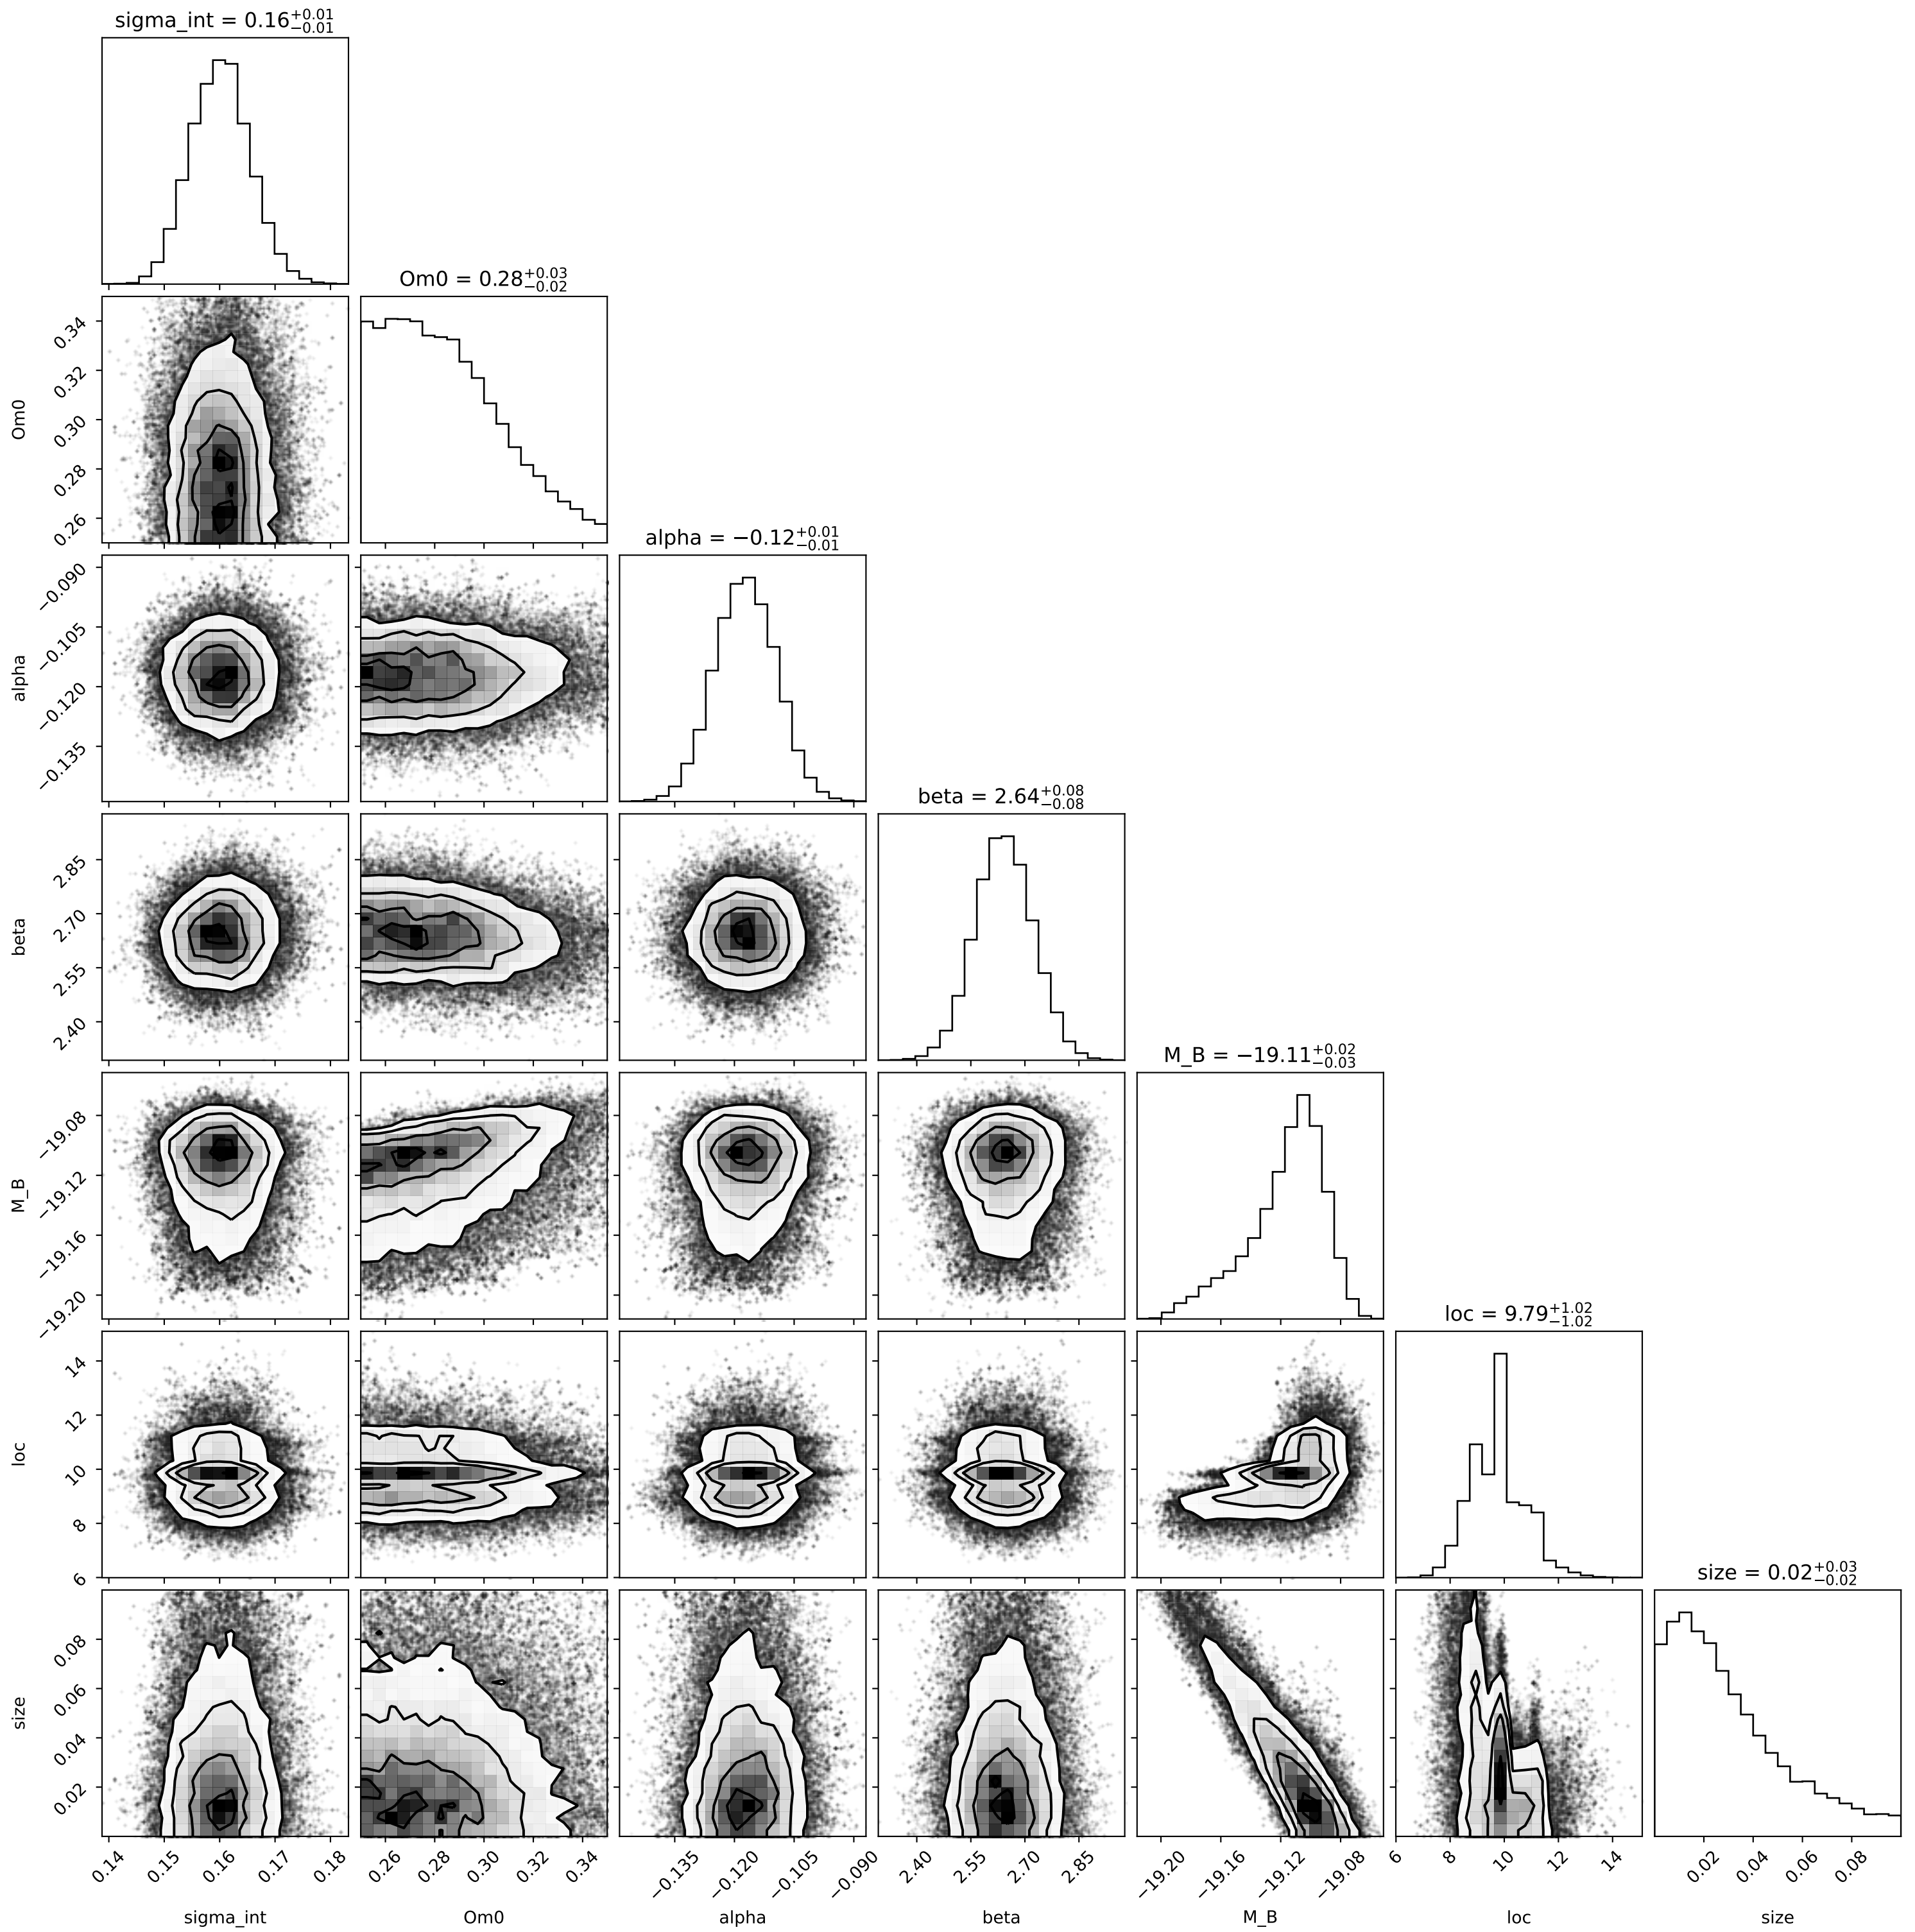 sigma_int = 0.16+0.01−0.01
Om0 = 0.28+0.03−0.02
0.34
0.32
0.30
0.28
0.26
Om0
alpha = −0.12+0.01−0.01
−0.090
−0.105
−0.120
−0.135
alpha
beta = 2.64+0.08−0.08
2.85
2.70
2.55
2.40
beta
M_B = −19.11+0.02−0.03
−19.08
−19.12
−19.16
−19.20
M_B
loc = 9.79+1.02−1.02
14
12
10
8
6
loc
size = 0.02+0.03−0.02
0.08
0.06
0.04
0.02
size
0.14 0.15 0.16 0.17 0.18 0.26 0.28 0.30 0.32 0.34 −0.135 −0.120 −0.105 −0.090 2.40 2.55 2.70 2.85 −19.20 −19.16 −19.12 −19.08 6 8 10 12 14 0.02 0.04 0.06 0.08
sigma_int Om0 alpha beta M_B loc size